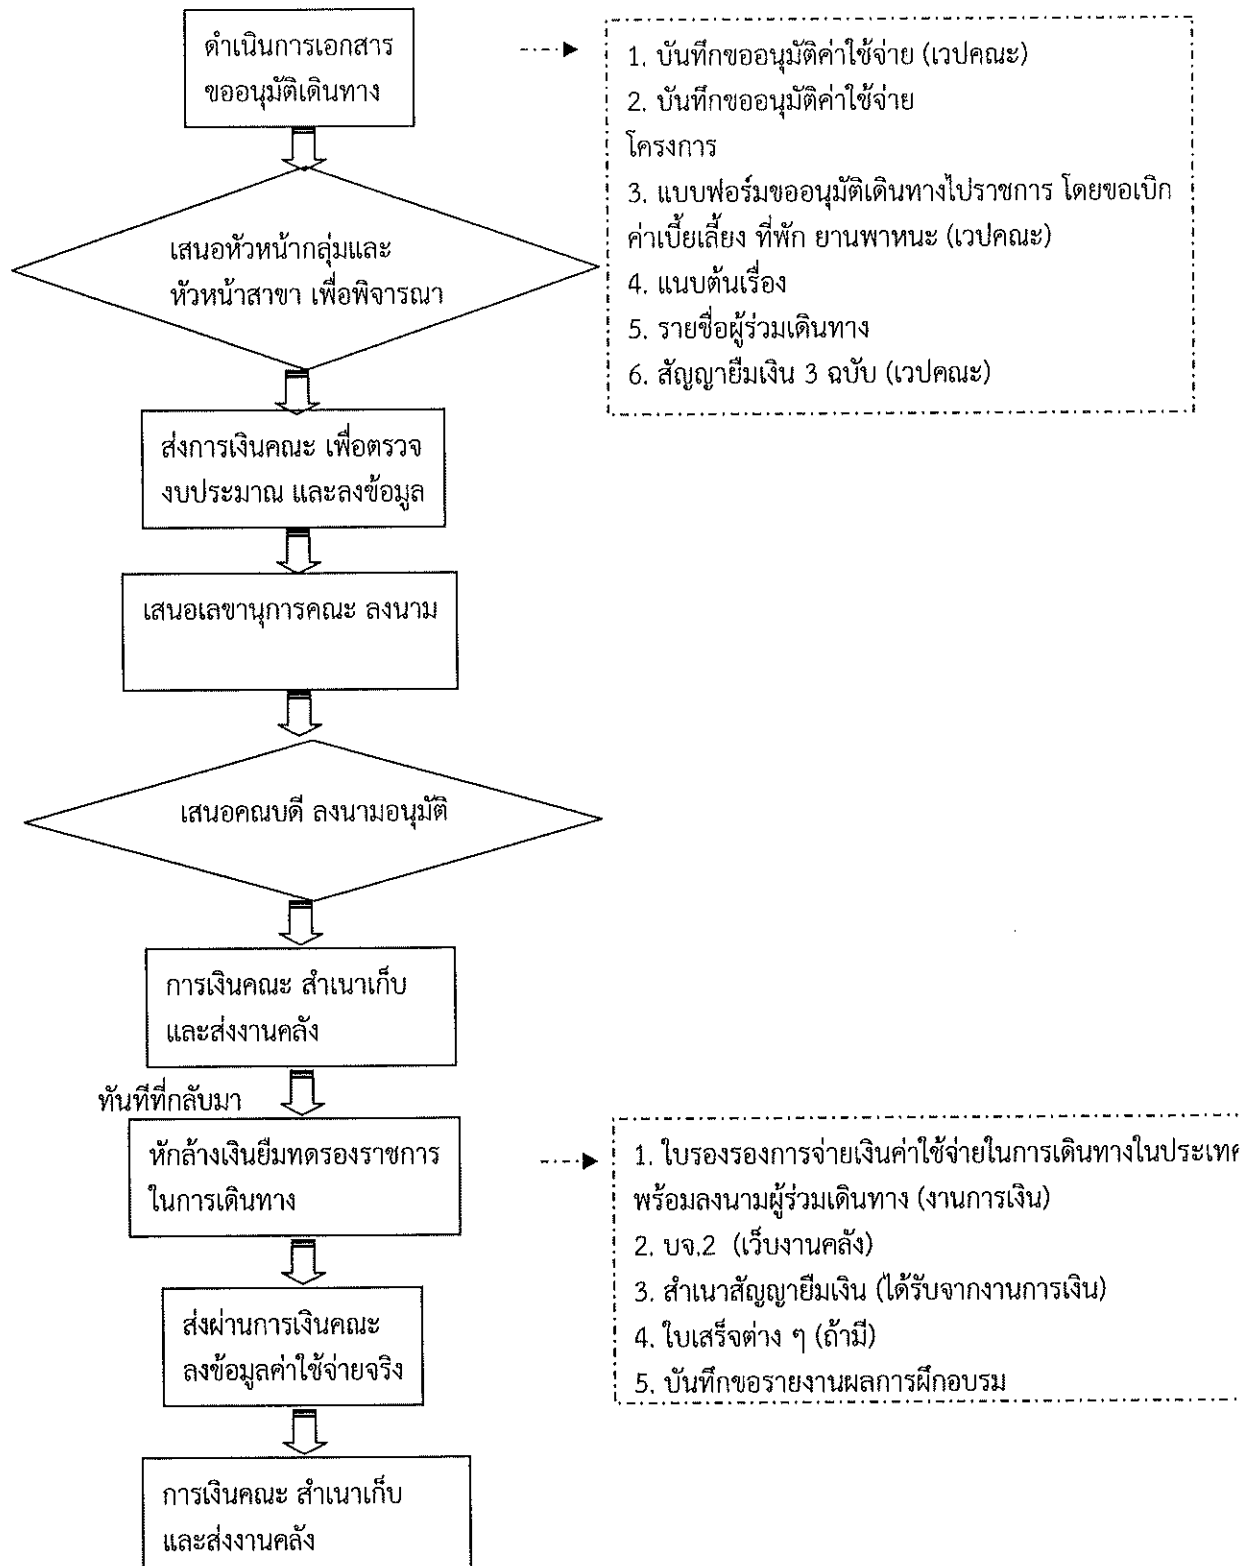 ดำเนินการเอกสาร
ขออนุมัติเดินทาง
1. บันทึกขออนุมัติค่าใช้จ่าย (เวปคณะ)
2. บันทึกขออนุมัติค่าใช้จ่าย
โครงการ
3. แบบฟอร์มขออนุมัติเดินทางไปราชการ โดยขอเบิก
ค่าเบี้ยเลี้ยง ที่พัก ยานพาหนะ (เวปคณะ)
4. แนบต้นเรื่อง
5. รายชื่อผู้ร่วมเดินทาง
6. สัญญายืมเงิน 3 ฉบับ (เวปคณะ)
เสนอหัวหน้ากลุ่มและ
หัวหน้าสาขา เพื่อพิจารณา
ส่งการเงินคณะ เพื่อตรวจ
งบประมาณ และลงข้อมูล
เสนอเลขานุการคณะ ลงนาม
เสนอคณบดี ลงนามอนุมัติ
การเงินคณะ สำเนาเก็บ
และส่งงานคลัง
ทันทีที่กลับมา
หักล้างเงินยืมทดรองราชการ
ในการเดินทาง
1. ใบรองรองการจ่ายเงินค่าใช้จ่ายในการเดินทางในประเทศ
พร้อมลงนามผู้ร่วมเดินทาง (งานการเงิน)
2. บจ.2 (เว็บงานคลัง)
3. สำเนาสัญญายืมเงิน (ได้รับจากงานการเงิน)
4. ใบเสร็จต่าง ๆ (ถ้ามี)
5. บันทึกขอรายงานผลการฝึกอบรม
ส่งผ่านการเงินคณะ
ลงข้อมูลค่าใช้จ่ายจริง
การเงินคณะ สำเนาเก็บ
และส่งงานคลัง